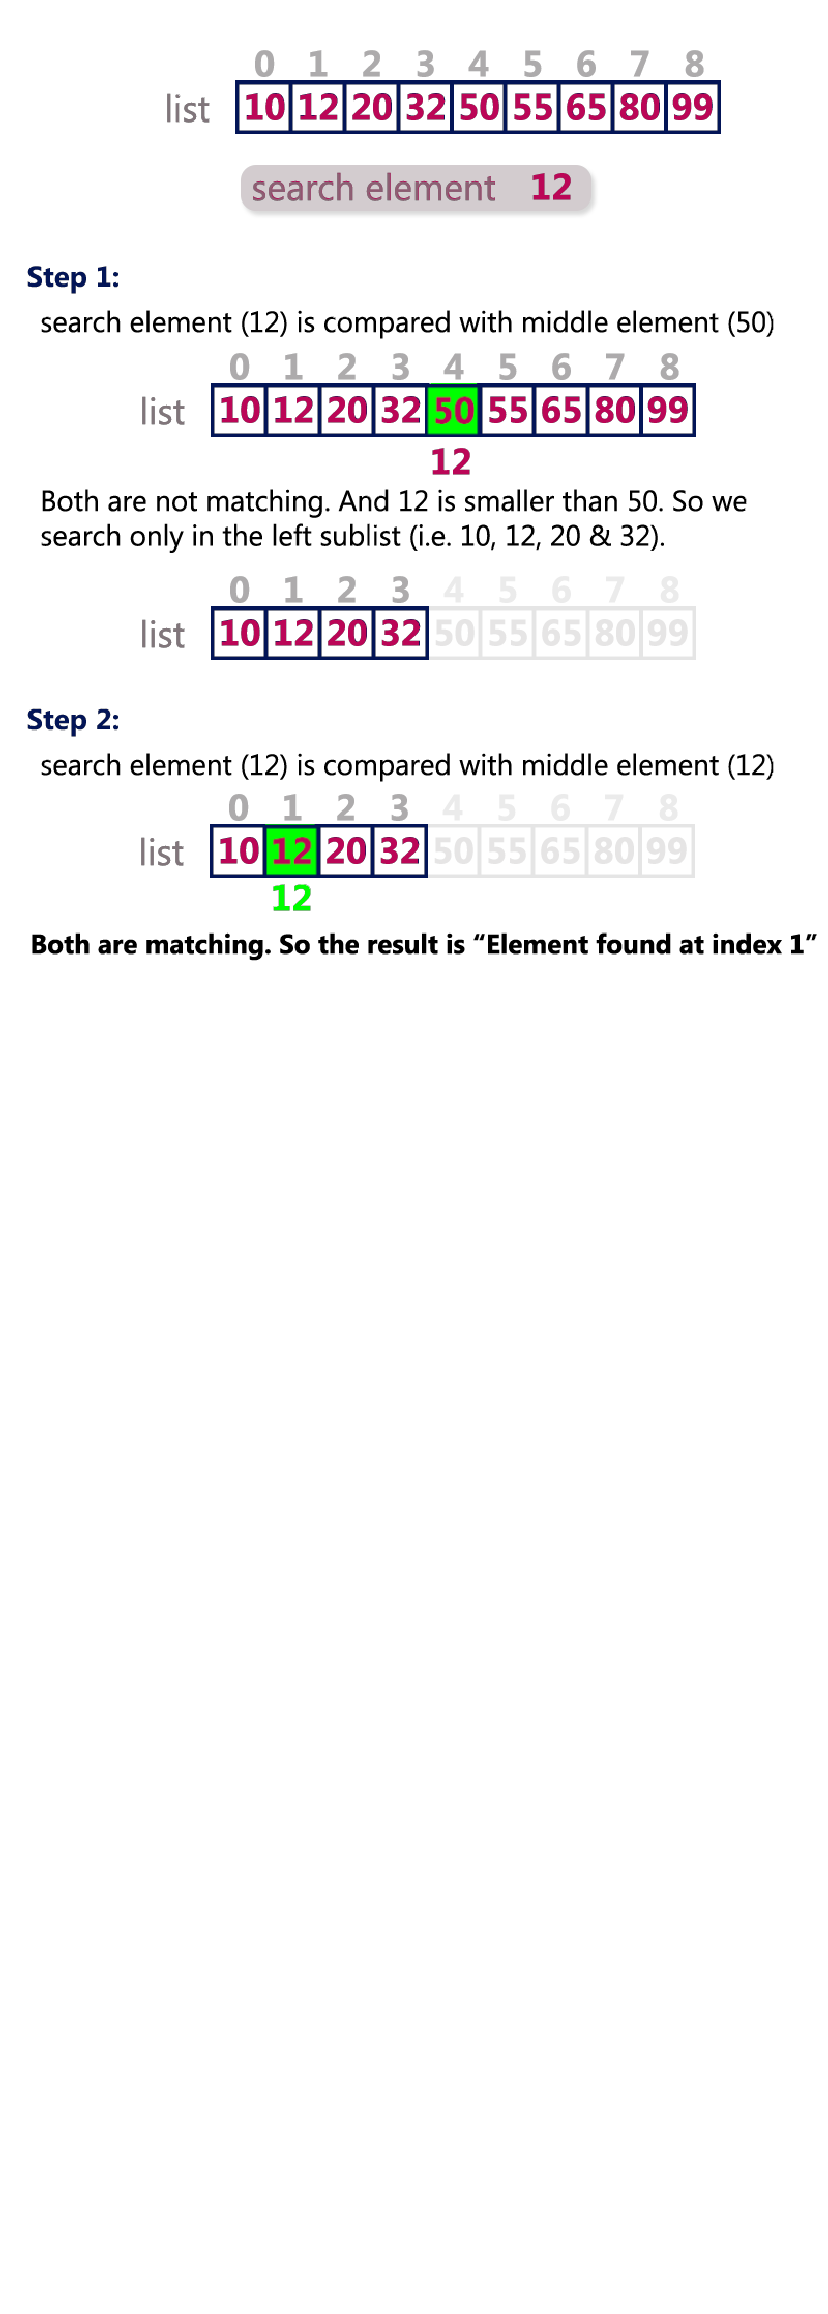 0 1 2 3 4 5 6 7 8
list 10 12 20 32 50 55 65 80 99
search element 12
Step 1:
search element (12) is compared with middle element (50)
0 1 2 3 4 5 6 7 8
list 10 12 20 32 50 55 65 80 99
12
Both are not matching. And 12 is smaller than 50. So we
search only in the left sublist (i.e. 10, 12, 20 & 32).
0 1 2 3 4 5 6 7 8
list 10 12 20 32 50 55 65 80 99
Step 2:
search element (12) is compared with middle element (12)
0 1 2 3 4 5 6 7 8
list 10 12 20 32 50 55 65 80 99
12
Both are matching. So the result is “Element found at index 1”